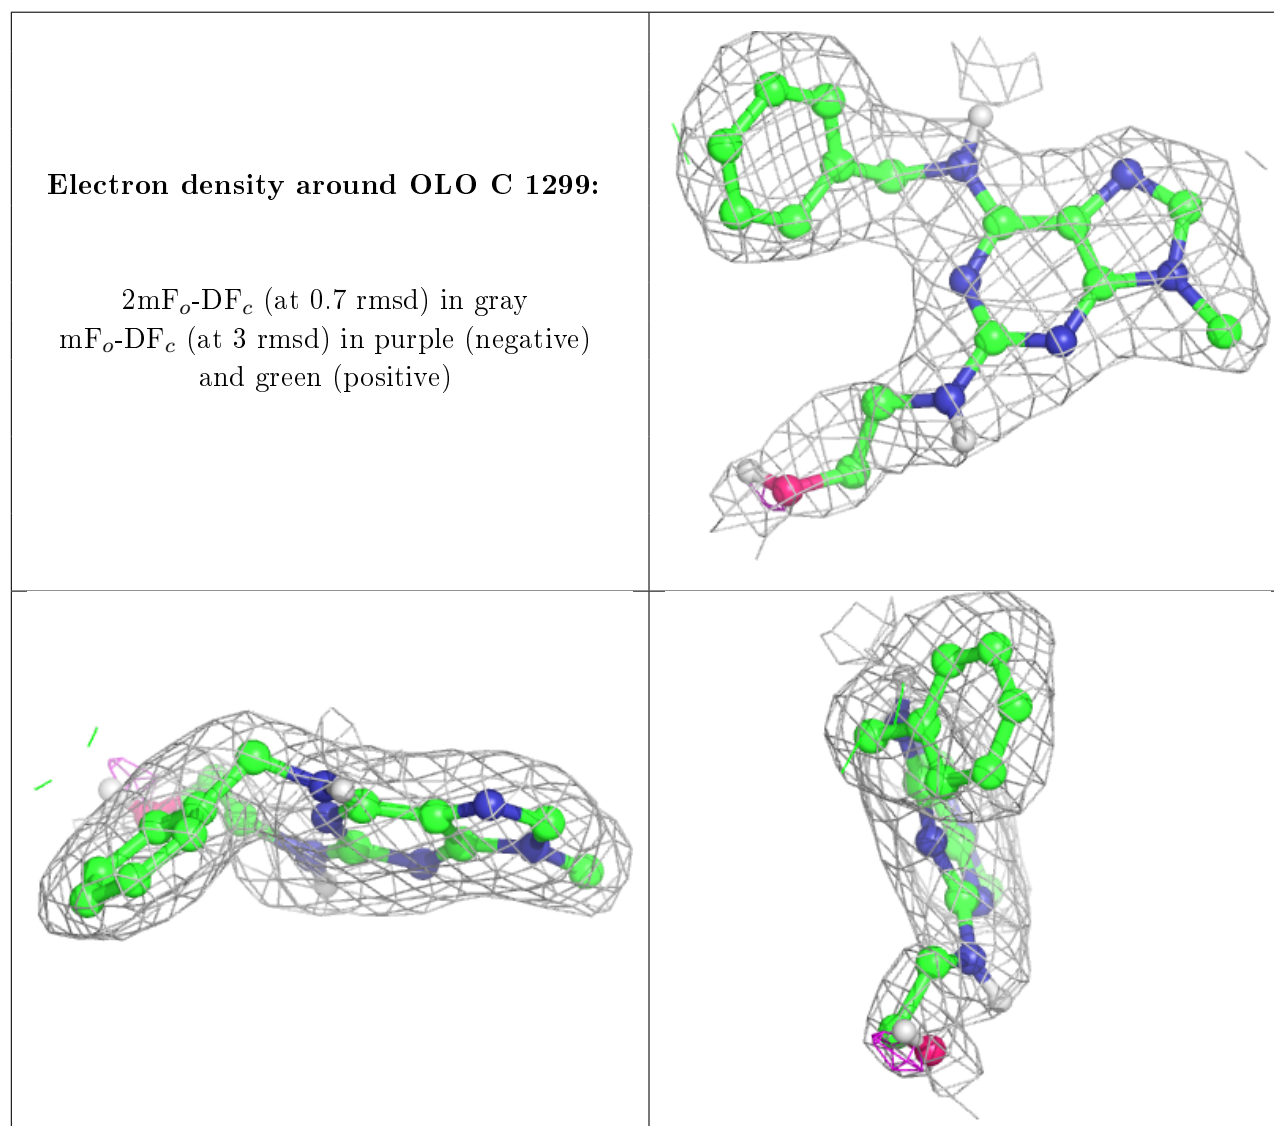 Electron density around OLO C 1299:
2mFo-DFc (at 0.7 rmsd) in gray
mFo-DFc (at 3 rmsd) in purple (negative)
and green (positive)